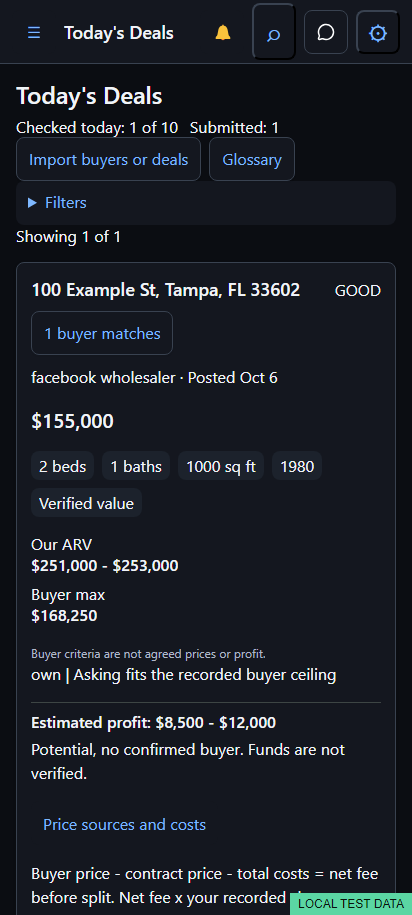 Today's Deals
Today's Deals
Checked today: 1 of 10 Submitted: 1
Import buyers or deals Glossary
Filters
Showing 1 of 1
100 Example St, Tampa, FL 33602 GOOD
1 buyer matches
facebook wholesaler · Posted Oct 6
$155,000
2 beds 1 baths 1000 sq ft 1980
Verified value
Our ARV
$251,000 - $253,000
Buyer max
$168,250
Buyer criteria are not agreed prices or profit.
own | Asking fits the recorded buyer ceiling
Estimated profit: $8,500 - $12,000
Potential, no confirmed buyer. Funds are not
verified.
Price sources and costs
Buyer price - contract price - total costs = net fee
before split. Net fee x your recorded
LOCAL TEST DATA